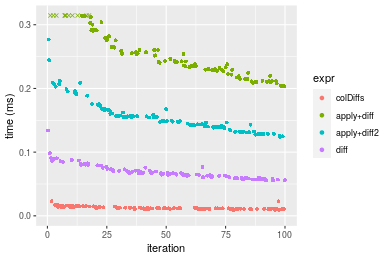 0.3
0.2
0.1
0.0
time (ms)
0
25
50
75
100
iteration
expr
colDiffs
apply+diff
apply+diff2
diff